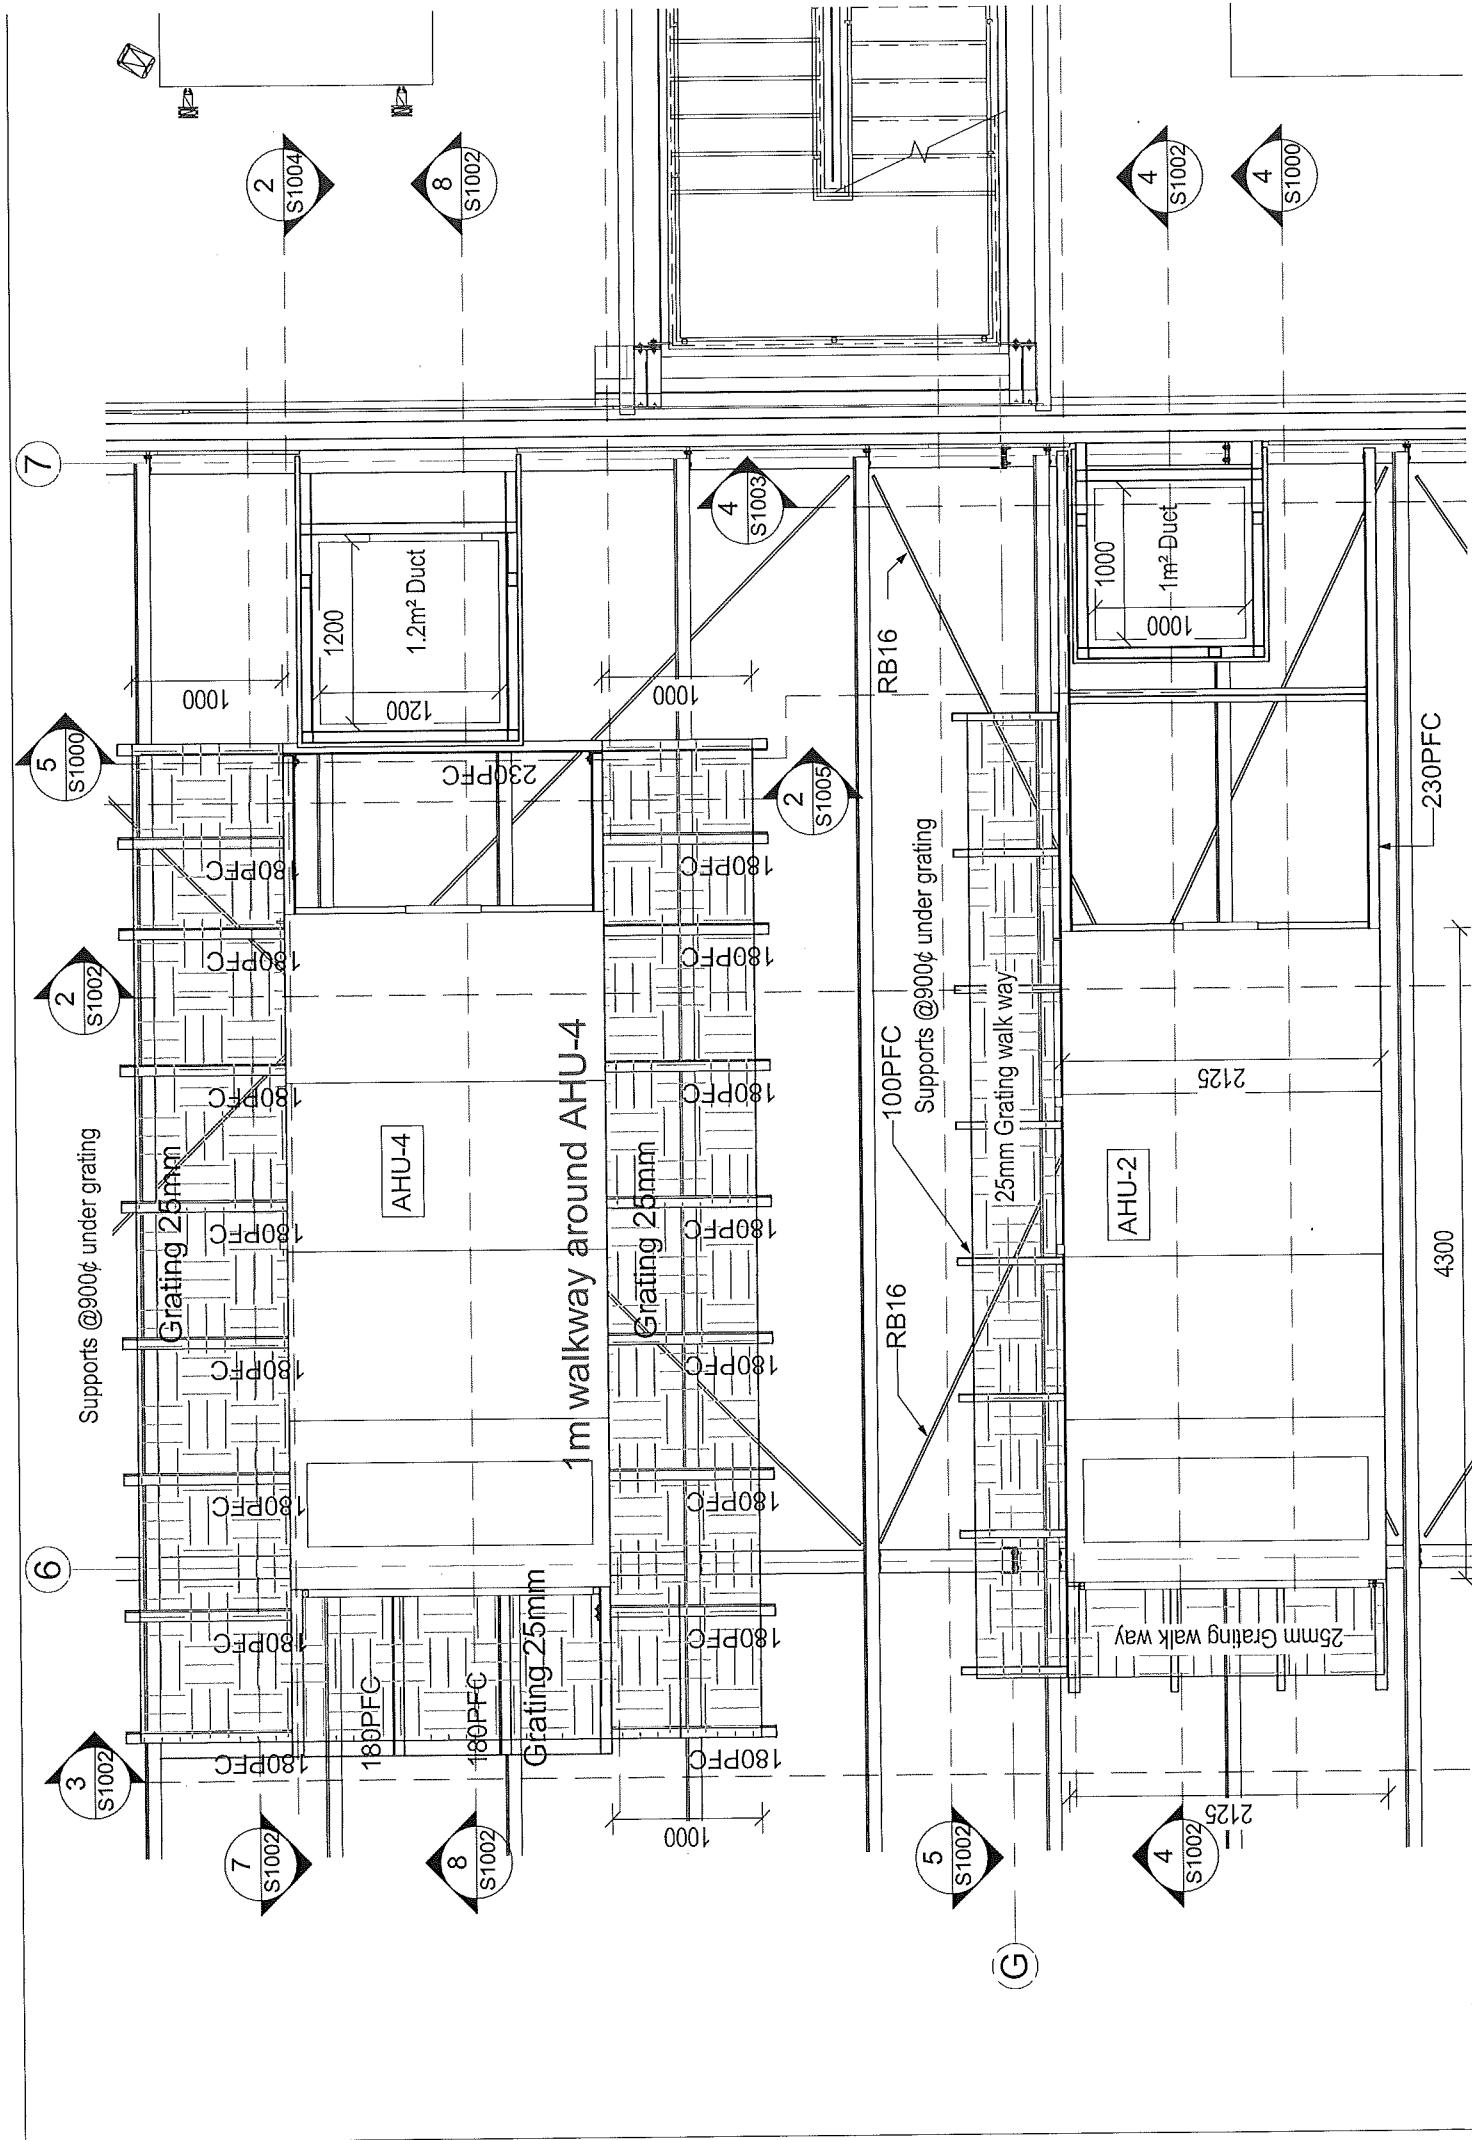 6
7
3
S1002
2
S1002
5
S1000
Supports @900¢ under grating
Grating 25mm
180PFC
180PFC
180PFC
180PFC
180PFC
180PFC
180PFC
180PFC
1000
7
S1002
2
S1004
1200
1200
1.2m² Duct
AHU-4
180PFC
180PFC
8
S1002
8
S1002
230PFC
Grating 25mm
1m walkway around AHU-4
Grating 25mm
180PFC
180PFC
180PFC
180PFC
180PFC
180PFC
180PFC
180PFC
1000
1000
4
S1003
2
S1005
RB16
RB16
100PFC
Supports @900¢ under grating
25mm Grating walk way
5
S1002
G
1000
1000
1m² Duct
AHU-2
25mm Grating walk way
2125
2125
4
S1002
4
S1002
4
S1000
230PFC
4300